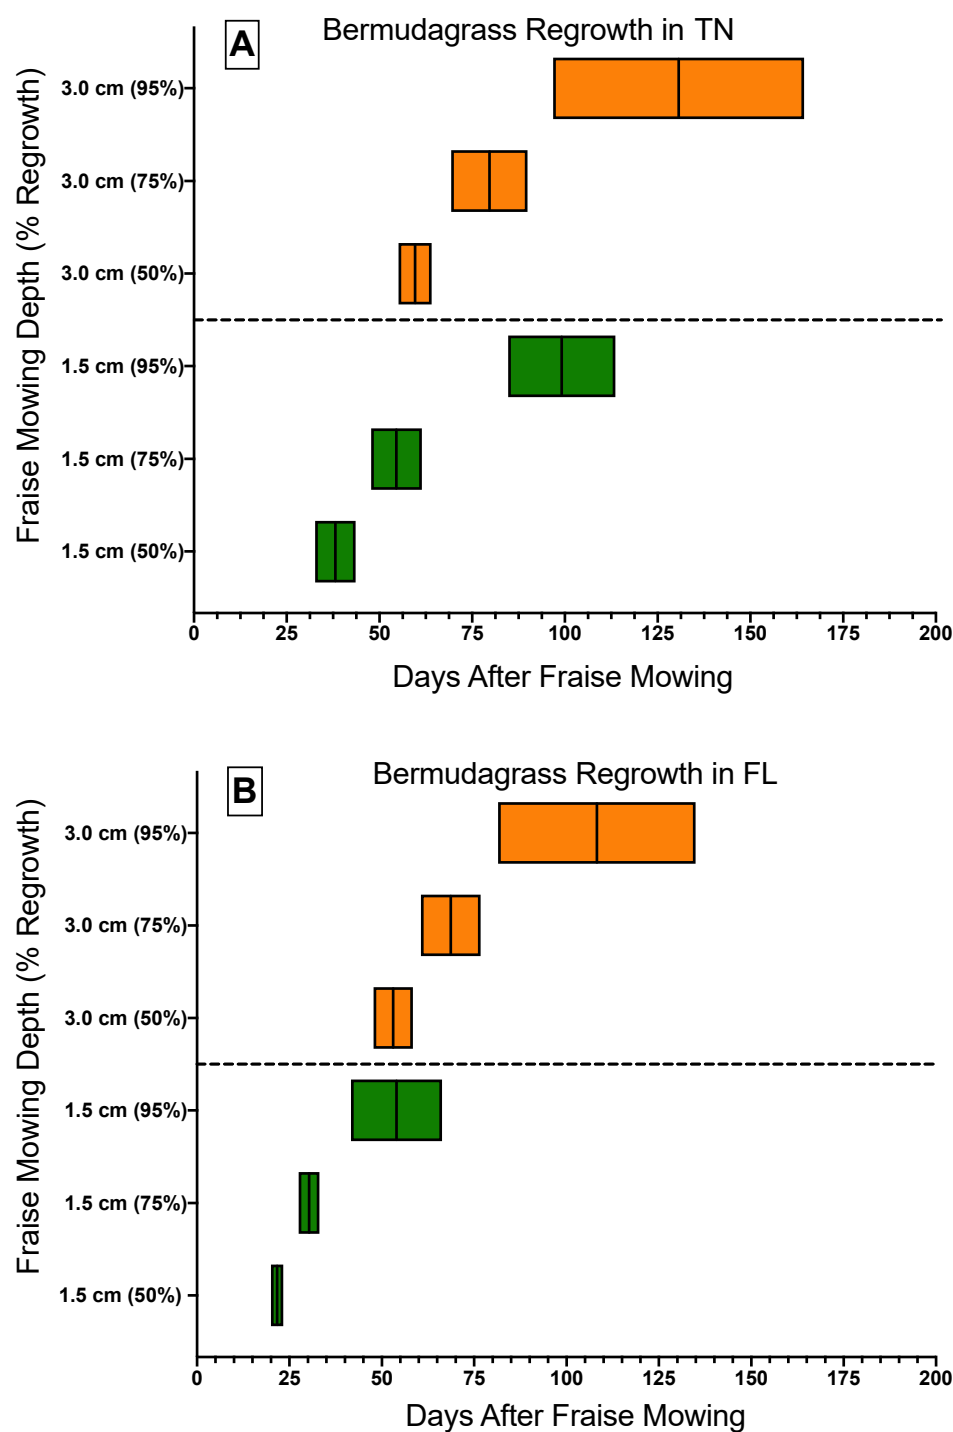 A
Bermudagrass Regrowth in TN
Fraise Mowing Depth (% Regrowth)
3.0 cm (95%)
3.0 cm (75%)
3.0 cm (50%)
1.5 cm (95%)
1.5 cm (75%)
1.5 cm (50%)
0 25 50 75 100 125 150 175 200
Days After Fraise Mowing
B
Bermudagrass Regrowth in FL
Fraise Mowing Depth (% Regrowth)
3.0 cm (95%)
3.0 cm (75%)
3.0 cm (50%)
1.5 cm (95%)
1.5 cm (75%)
1.5 cm (50%)
0 25 50 75 100 125 150 175 200
Days After Fraise Mowing